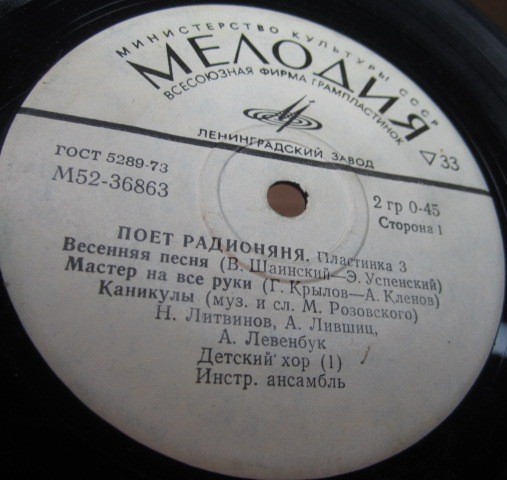 МИНИСТЕРСТВО КУЛЬТУРЫ СССР
МЕЛОДИЯ
ВСЕСОЮЗНАЯ ФИРМА ГРАМПЛАСТИНОК
ЛЕНИНГРАДСКИЙ ЗАВОД
▽33
ГОСТ 5289-73
М52-36863
2 гр 0-45
Сторона 1
ПОЕТ РАДИОНЯНЯ. Пластинка 3
Весенняя песня (В. Шаинский—Э. Успенский)
Мастер на все руки (Г. Крылов—А. Кленов)
Каникулы (муз. и сл. М. Розовского)
Н. Литвинов, А. Лившиц,
А. Левенбук
Детский хор (1)
Инстр. ансамбль